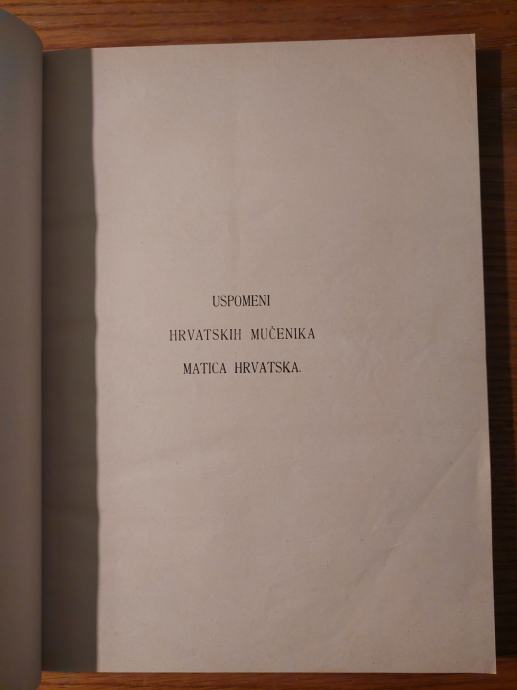 USPOMENI
HRVATSKIH MUČENIKA
MATICA HRVATSKA.